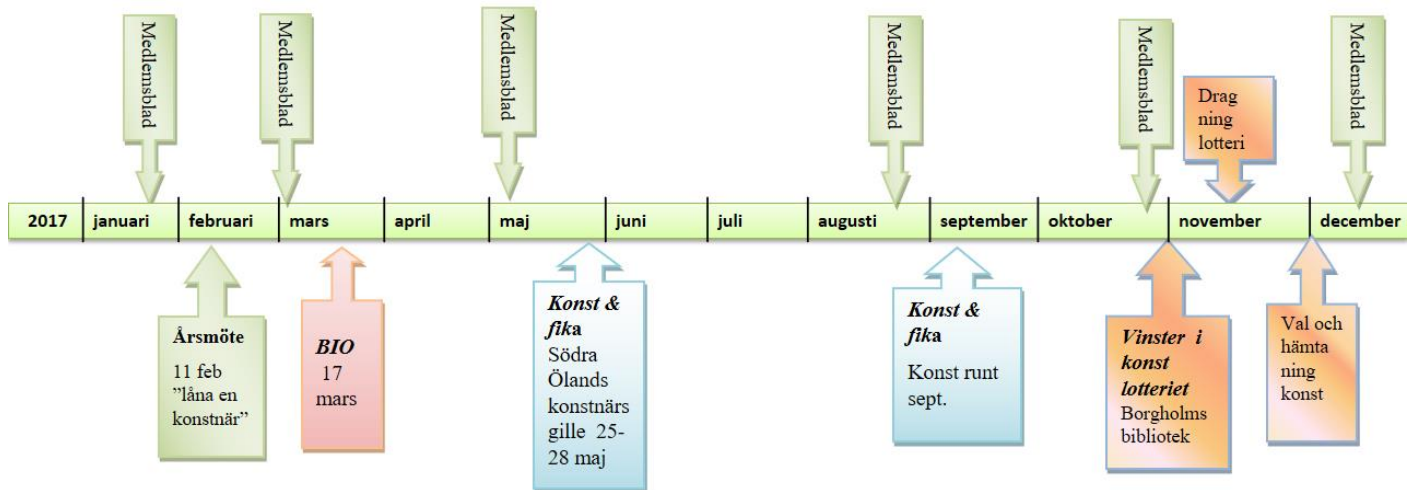 Medlemsblad
Medlemsblad
Medlemsblad
Medlemsblad
Medlemsblad
Drag
ning
lotteri
Medlemsblad
2017 januari februari mars april maj juni juli augusti september oktober november december
Årsmöte
11 feb
”låna en
konstnär”
BIO
17
mars
Konst &
fika
Södra
Ölands
konstnärs
gille 25-
28 maj
Konst &
fika
Konst runt
sept.
Vinster i
konst
lotteriet
Borgholms
bibliotek
Val och
hämta
ning
konst